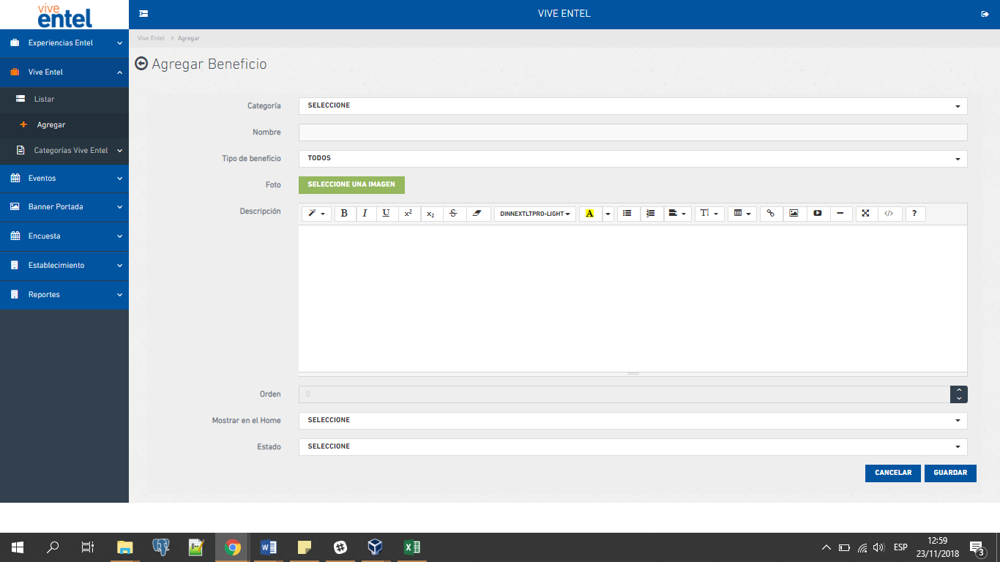 vive
entel
VIVE ENTEL
Experiencias Entel
Vive Entel
Listar
Agregar
Categorías Vive Entel
Eventos
Banner Portada
Encuesta
Establecimiento
Reportes
Vive Entel > Agregar
Agregar Beneficio
Categoría SELECCIONE
Nombre
Tipo de beneficio TODOS
Foto SELECCIONE UNA IMAGEN
Descripción B I U x² x₂ S DINNEXTLTPRO-LIGHT A TI </> ?
Orden 0
Mostrar en el Home SELECCIONE
Estado SELECCIONE
CANCELAR GUARDAR
ESP
12:59
23/11/2018
3